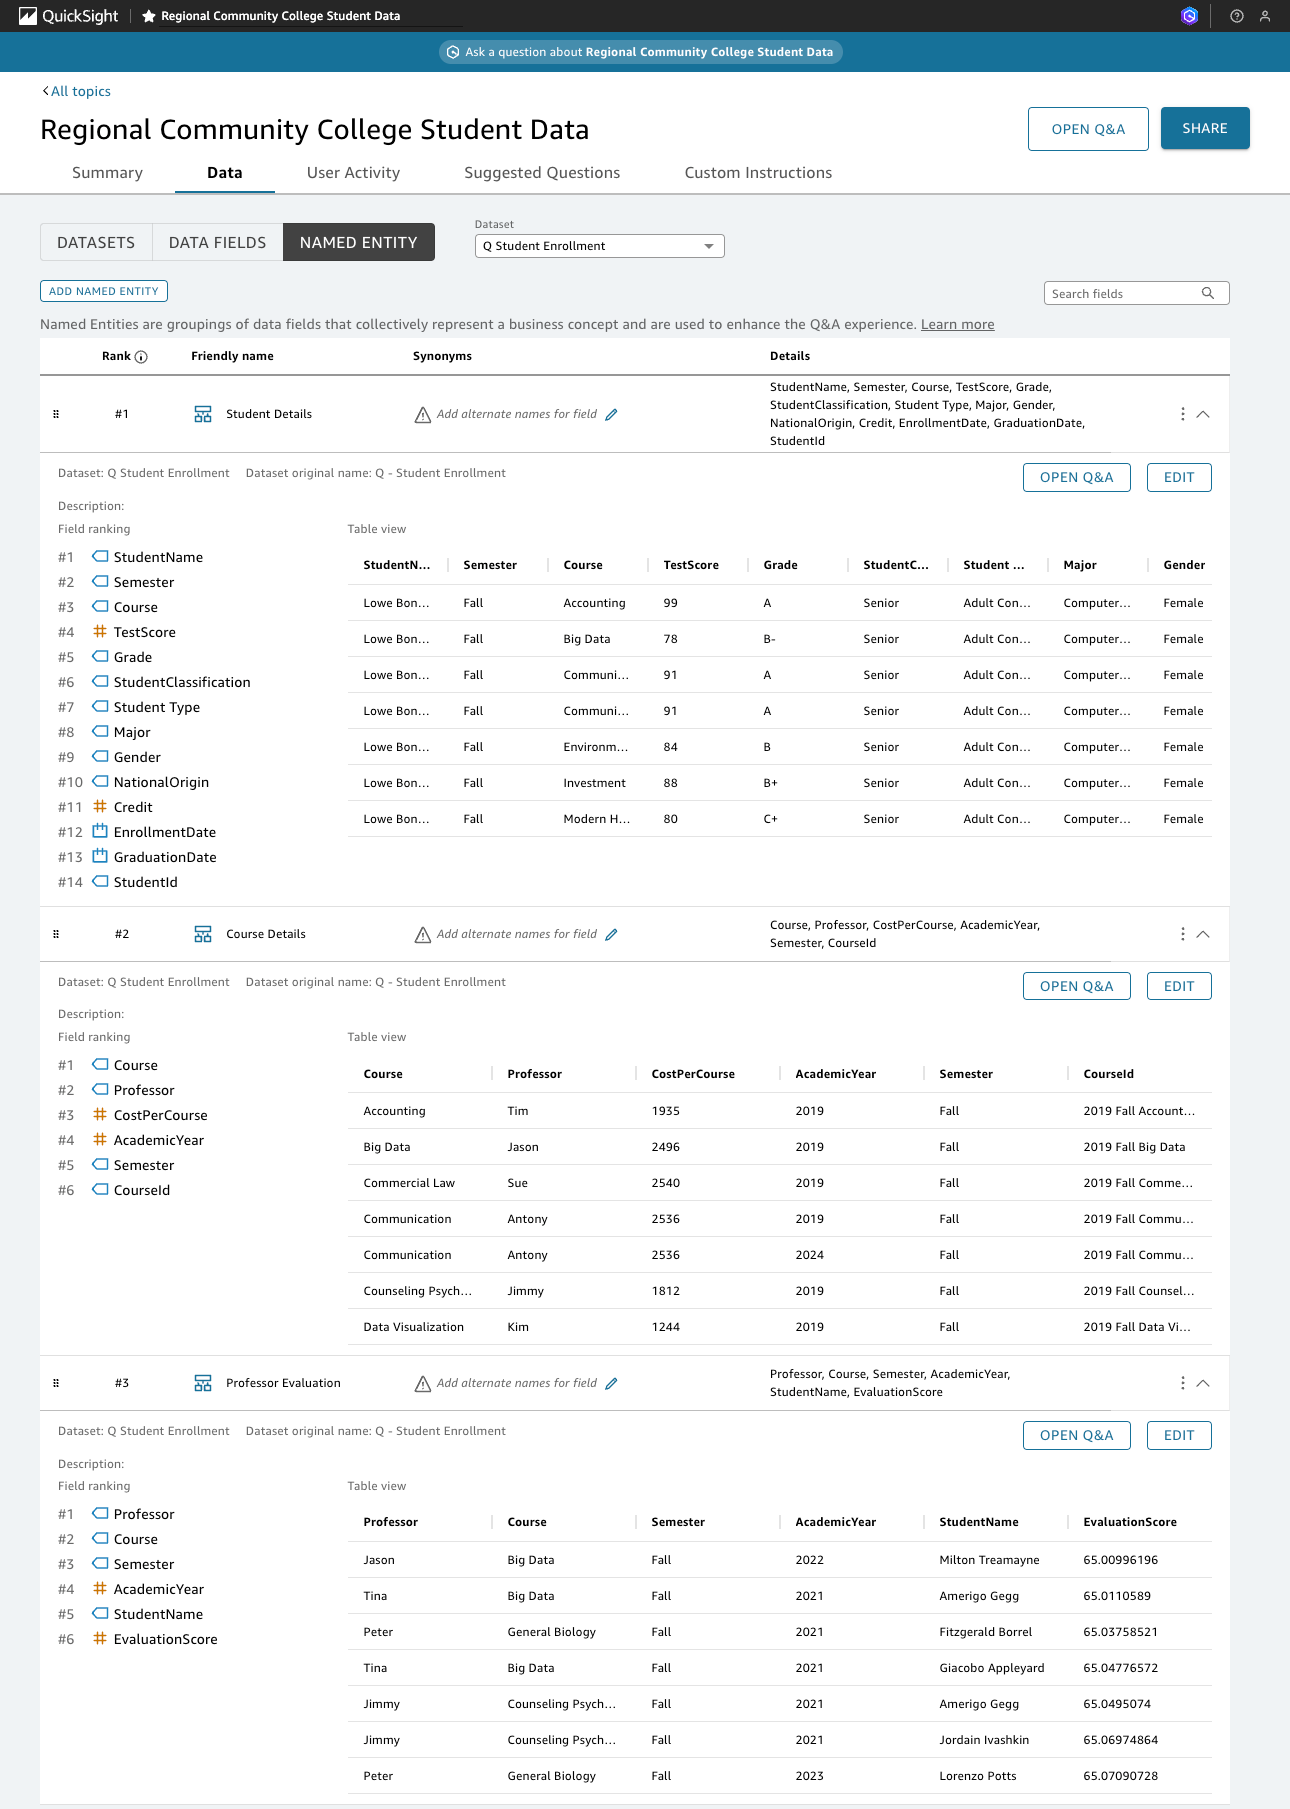 QuickSight
Regional Community College Student Data
Ask a question about Regional Community College Student Data
All topics
Regional Community College Student Data
OPEN Q&A
SHARE
Summary
Data
User Activity
Suggested Questions
Custom Instructions
DATASETS
DATA FIELDS
NAMED ENTITY
Dataset
Q Student Enrollment
ADD NAMED ENTITY
Search fields
Named Entities are groupings of data fields that collectively represent a business concept and are used to enhance the Q&A experience. Learn more
Rank Friendly name Synonyms Details
#1 Student Details Add alternate names for field
StudentName, Semester, Course, TestScore, Grade,
StudentClassification, Student Type, Major, Gender,
NationalOrigin, Credit, EnrollmentDate, GraduationDate,
StudentId
Dataset: Q Student Enrollment Dataset original name: Q - Student Enrollment
OPEN Q&A
EDIT
Description:
Field ranking
#1 StudentName
#2 Semester
#3 Course
#4 TestScore
#5 Grade
#6 StudentClassification
#7 Student Type
#8 Major
#9 Gender
#10 NationalOrigin
#11 Credit
#12 EnrollmentDate
#13 GraduationDate
#14 StudentId
Table view
StudentN... Semester Course TestScore Grade StudentC... Student ... Major Gender
Lowe Bon... Fall Accounting 99 A Senior Adult Con... Computer... Female
Lowe Bon... Fall Big Data 78 B- Senior Adult Con... Computer... Female
Lowe Bon... Fall Communi... 91 A Senior Adult Con... Computer... Female
Lowe Bon... Fall Communi... 91 A Senior Adult Con... Computer... Female
Lowe Bon... Fall Environm... 84 B Senior Adult Con... Computer... Female
Lowe Bon... Fall Investment 88 B+ Senior Adult Con... Computer... Female
Lowe Bon... Fall Modern H... 80 C+ Senior Adult Con... Computer... Female
#2 Course Details Add alternate names for field
Course, Professor, CostPerCourse, AcademicYear,
Semester, CourseId
Dataset: Q Student Enrollment Dataset original name: Q - Student Enrollment
OPEN Q&A
EDIT
Description:
Field ranking
#1 Course
#2 Professor
#3 CostPerCourse
#4 AcademicYear
#5 Semester
#6 CourseId
Table view
Course Professor CostPerCourse AcademicYear Semester CourseId
Accounting Tim 1935 2019 Fall 2019 Fall Account...
Big Data Jason 2496 2019 Fall 2019 Fall Big Data
Commercial Law Sue 2540 2019 Fall 2019 Fall Comme...
Communication Antony 2536 2019 Fall 2019 Fall Commu...
Communication Antony 2536 2024 Fall 2019 Fall Commu...
Counseling Psych... Jimmy 1812 2019 Fall 2019 Fall Counsel...
Data Visualization Kim 1244 2019 Fall 2019 Fall Data Vi...
#3 Professor Evaluation Add alternate names for field
Professor, Course, Semester, AcademicYear,
StudentName, EvaluationScore
Dataset: Q Student Enrollment Dataset original name: Q - Student Enrollment
OPEN Q&A
EDIT
Description:
Field ranking
#1 Professor
#2 Course
#3 Semester
#4 AcademicYear
#5 StudentName
#6 EvaluationScore
Table view
Professor Course Semester AcademicYear StudentName EvaluationScore
Jason Big Data Fall 2022 Milton Treamayne 65.00996196
Tina Big Data Fall 2021 Amerigo Gegg 65.0110589
Peter General Biology Fall 2021 Fitzgerald Borrel 65.03758521
Tina Big Data Fall 2021 Giacobo Appleyard 65.04776572
Jimmy Counseling Psych... Fall 2021 Amerigo Gegg 65.0495074
Jimmy Counseling Psych... Fall 2021 Jordain Ivashkin 65.06974864
Peter General Biology Fall 2023 Lorenzo Potts 65.07090728